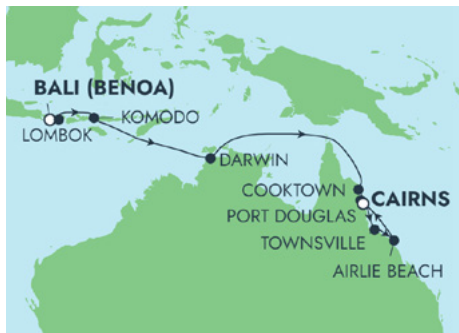 BALI (BENOA)
KOMODO
LOMBOK
DARWIN
COOKTOWN
CAIRNS
PORT DOUGLAS
TOWNSVILLE
AIRLIE BEACH